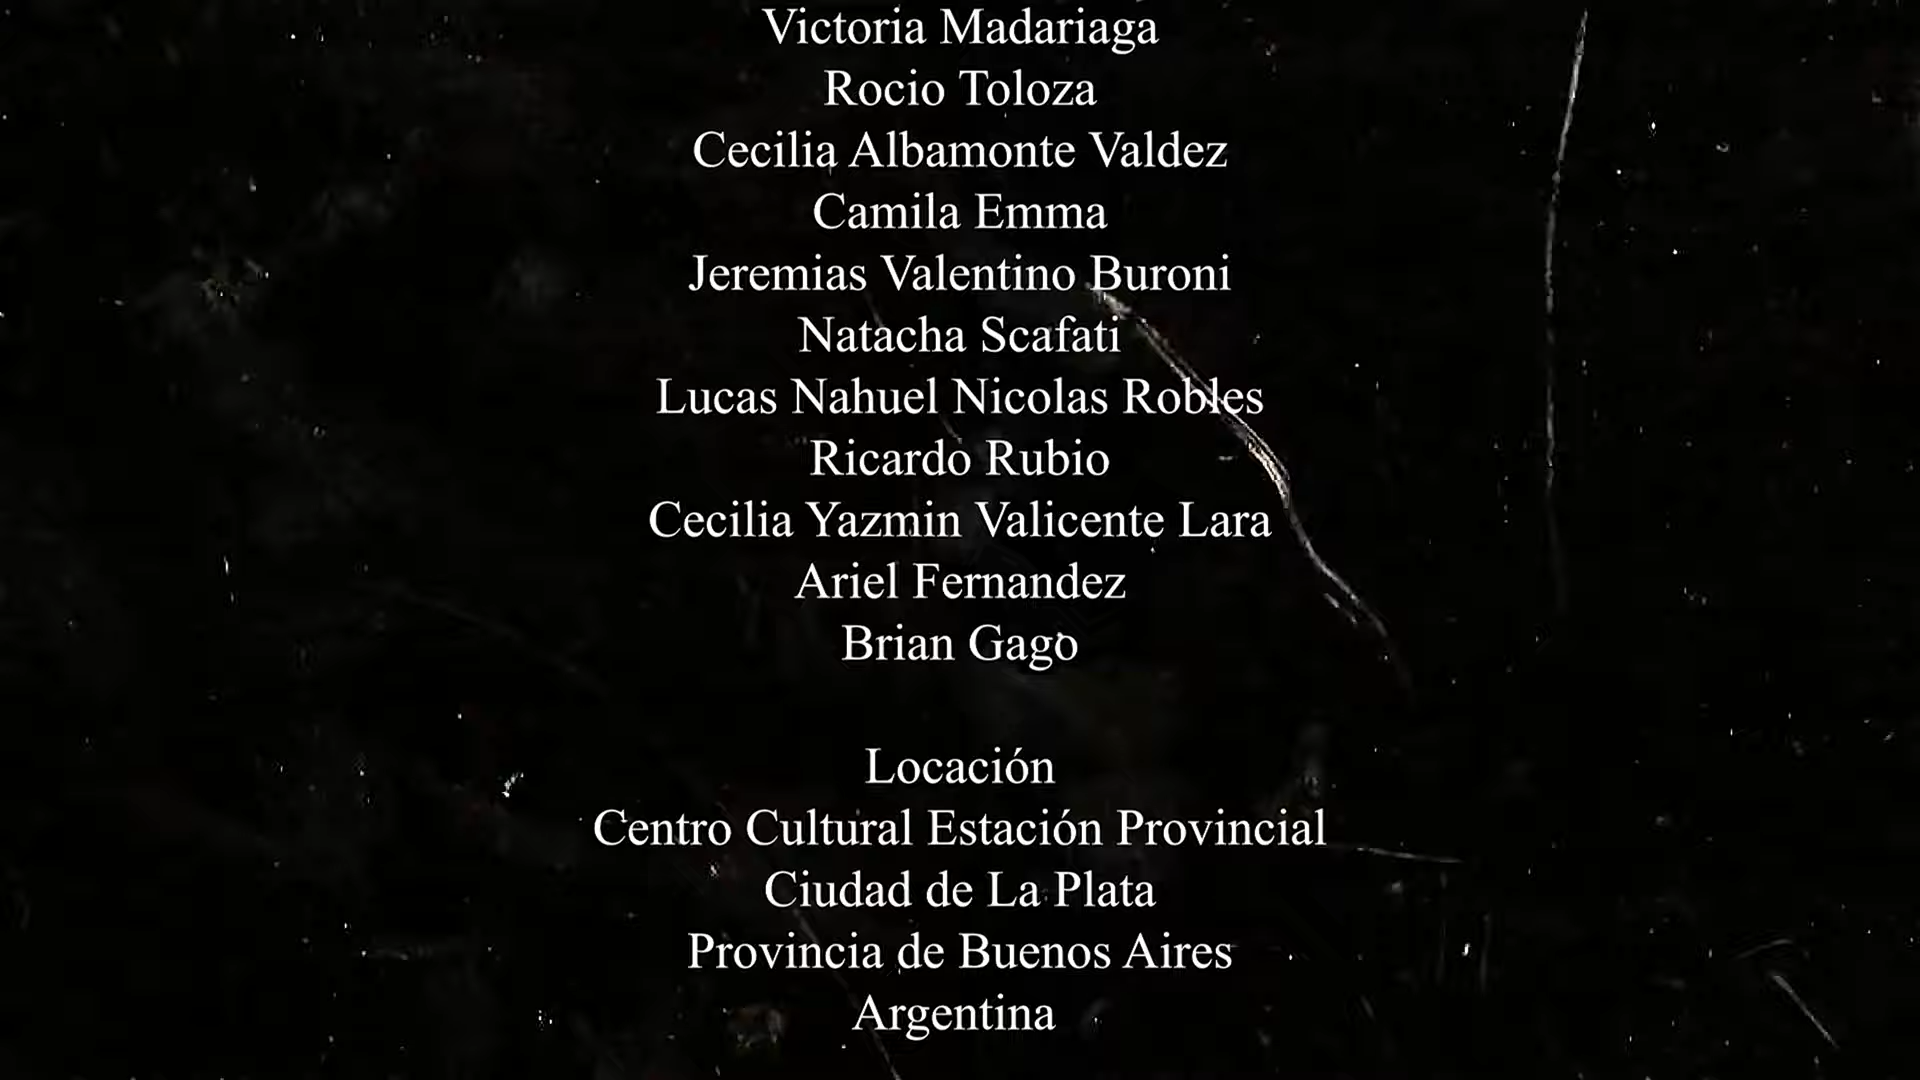 Victoria Madariaga
Rocio Toloza
Cecilia Albamonte Valdez
Camila Emma
Jeremias Valentino Buroni
Natacha Scafati
Lucas Nahuel Nicolas Robles
Ricardo Rubio
Cecilia Yazmin Valicente Lara
Ariel Fernandez
Brian Gago
Locación
Centro Cultural Estación Provincial
Ciudad de La Plata
Provincia de Buenos Aires
Argentina